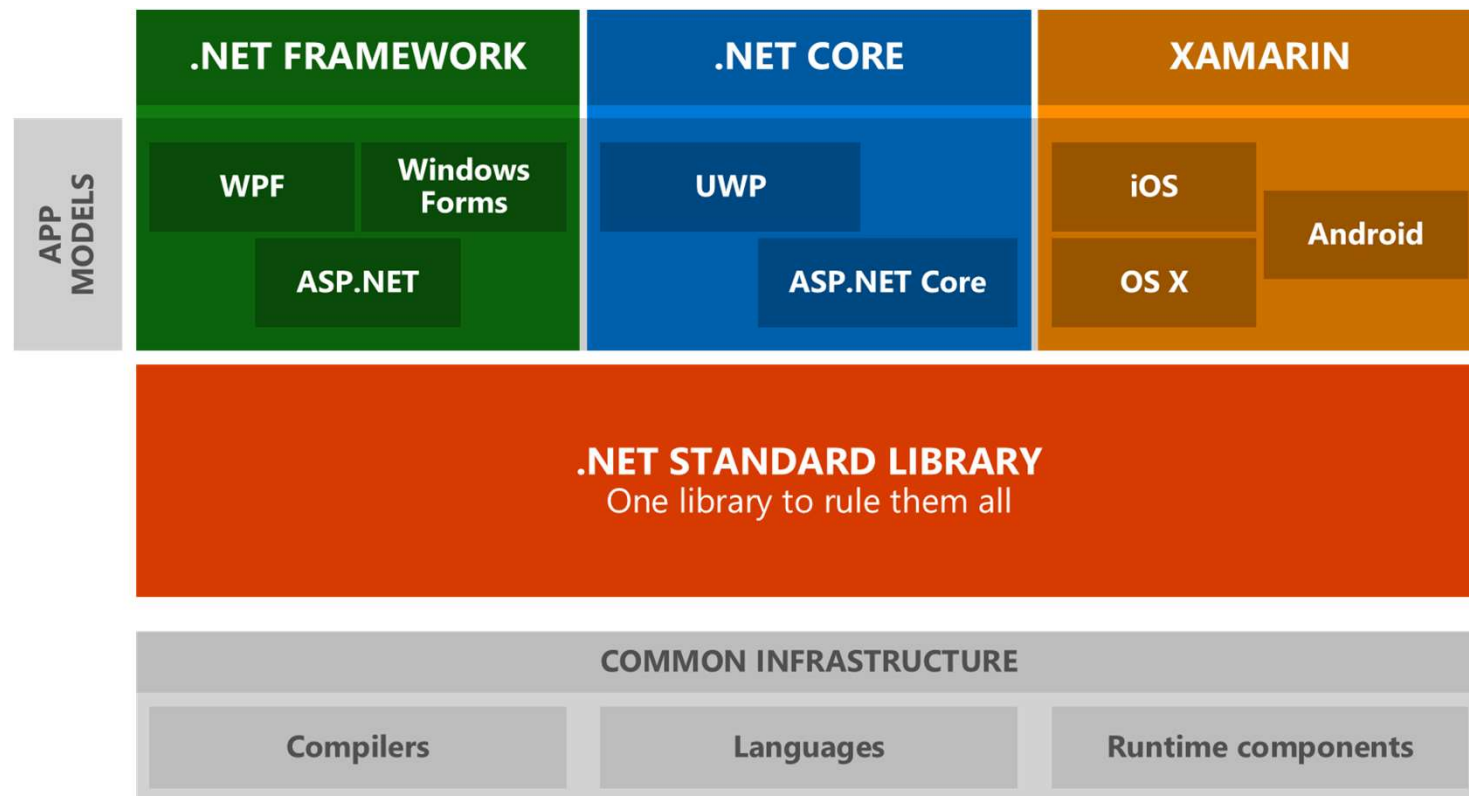 .NET FRAMEWORK
.NET CORE
XAMARIN
APP
MODELS
WPF
Windows
Forms
ASP.NET
UWP
ASP.NET Core
iOS
Android
OS X
.NET STANDARD LIBRARY
One library to rule them all
COMMON INFRASTRUCTURE
Compilers
Languages
Runtime components